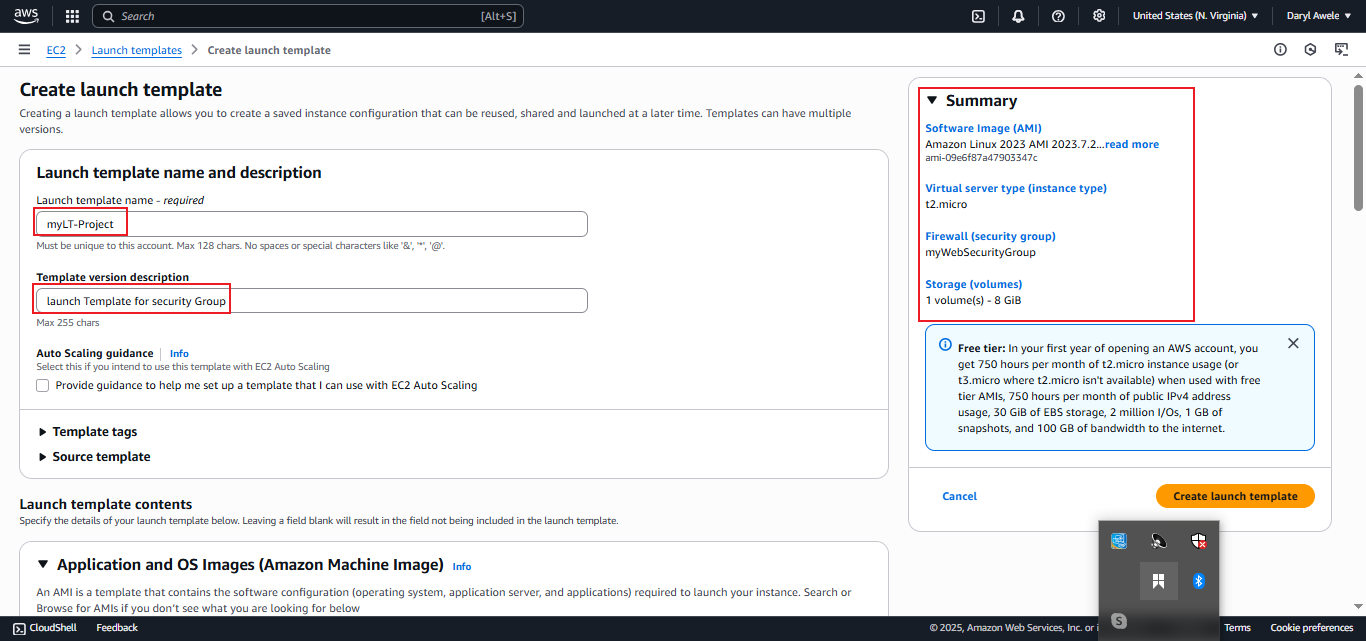 aws
Search
[Alt+S]
United States (N. Virginia)
Daryl Awele
EC2
Launch templates
Create launch template
Create launch template
Creating a launch template allows you to create a saved instance configuration that can be reused, shared and launched at a later time. Templates can have multiple
versions.
Launch template name and description
Launch template name - required
myLT-Project
Must be unique to this account. Max 128 chars. No spaces or special characters like '&', '*', '@'.
Template version description
launch Template for security Group
Max 255 chars
Auto Scaling guidance
Info
Select this if you intend to use this template with EC2 Auto Scaling
Provide guidance to help me set up a template that I can use with EC2 Auto Scaling
Template tags
Source template
Launch template contents
Specify the details of your launch template below. Leaving a field blank will result in the field not being included in the launch template.
Application and OS Images (Amazon Machine Image)
Info
An AMI is a template that contains the software configuration (operating system, application server, and applications) required to launch your instance. Search or
Browse for AMIs if you don't see what you are looking for below
Summary
Software Image (AMI)
Amazon Linux 2023 AMI 2023.7.2...read more
ami-09e6f87a47903347c
Virtual server type (instance type)
t2.micro
Firewall (security group)
myWebSecurityGroup
Storage (volumes)
1 volume(s) - 8 GiB
Free tier: In your first year of opening an AWS account, you
get 750 hours per month of t2.micro instance usage (or
t3.micro where t2.micro isn't available) when used with free
tier AMIs, 750 hours per month of public IPv4 address
usage, 30 GiB of EBS storage, 2 million I/Os, 1 GB of
snapshots, and 100 GB of bandwidth to the internet.
Cancel
Create launch template
CloudShell
Feedback
© 2025, Amazon Web Services, Inc. or i
Terms
Cookie preferences